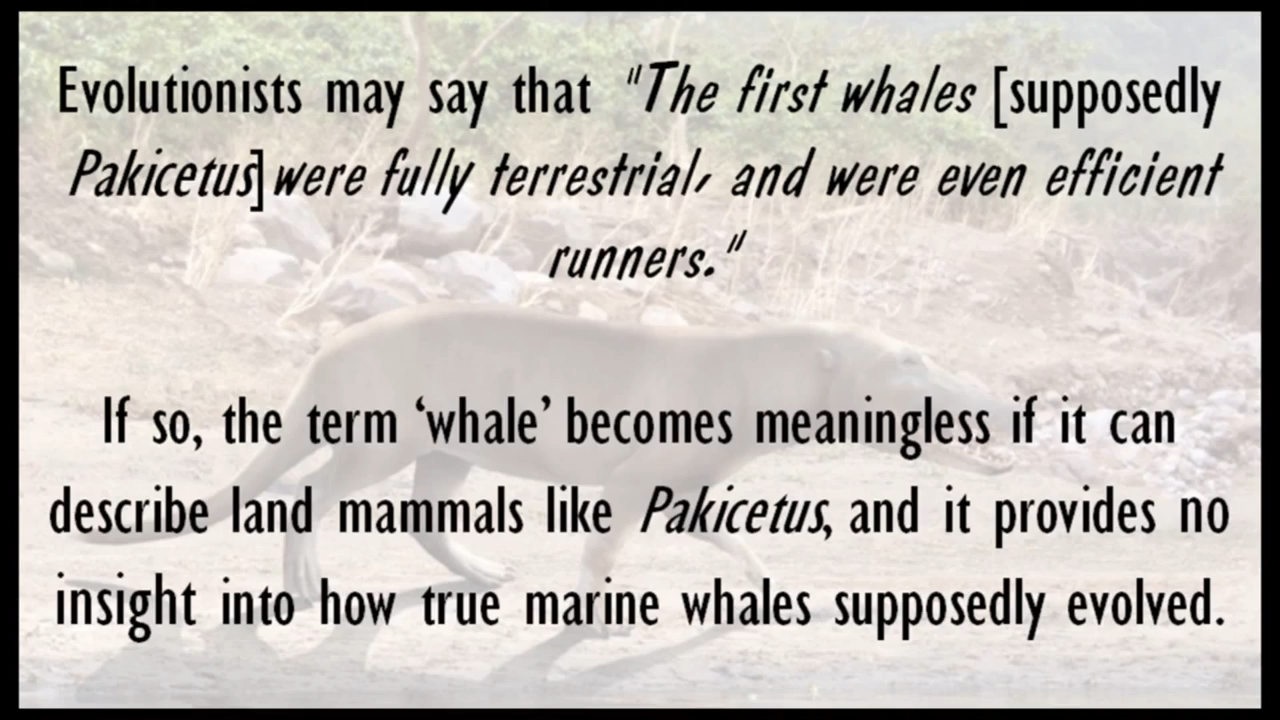 Evolutionists may say that "The first whales [supposedly
Pakicetus] were fully terrestrial, and were even efficient
runners."
If so, the term ‘whale’ becomes meaningless if it can
describe land mammals like Pakicetus, and it provides no
insight into how true marine whales supposedly evolved.